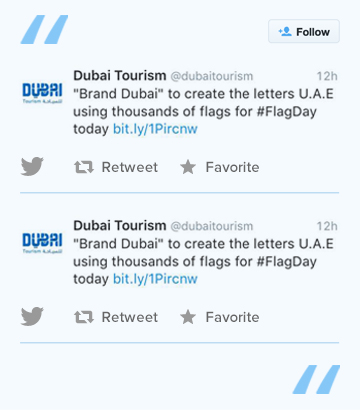 Follow
Dubai Tourism @dubaitourism 12h
DUBAI "Brand Dubai" to create the letters U.A.E
Tourism using thousands of flags for #FlagDay
today bit.ly/1Pircnw
Retweet Favorite
Dubai Tourism @dubaitourism 12h
DUBAI "Brand Dubai" to create the letters U.A.E
Tourism using thousands of flags for #FlagDay
today bit.ly/1Pircnw
Retweet Favorite